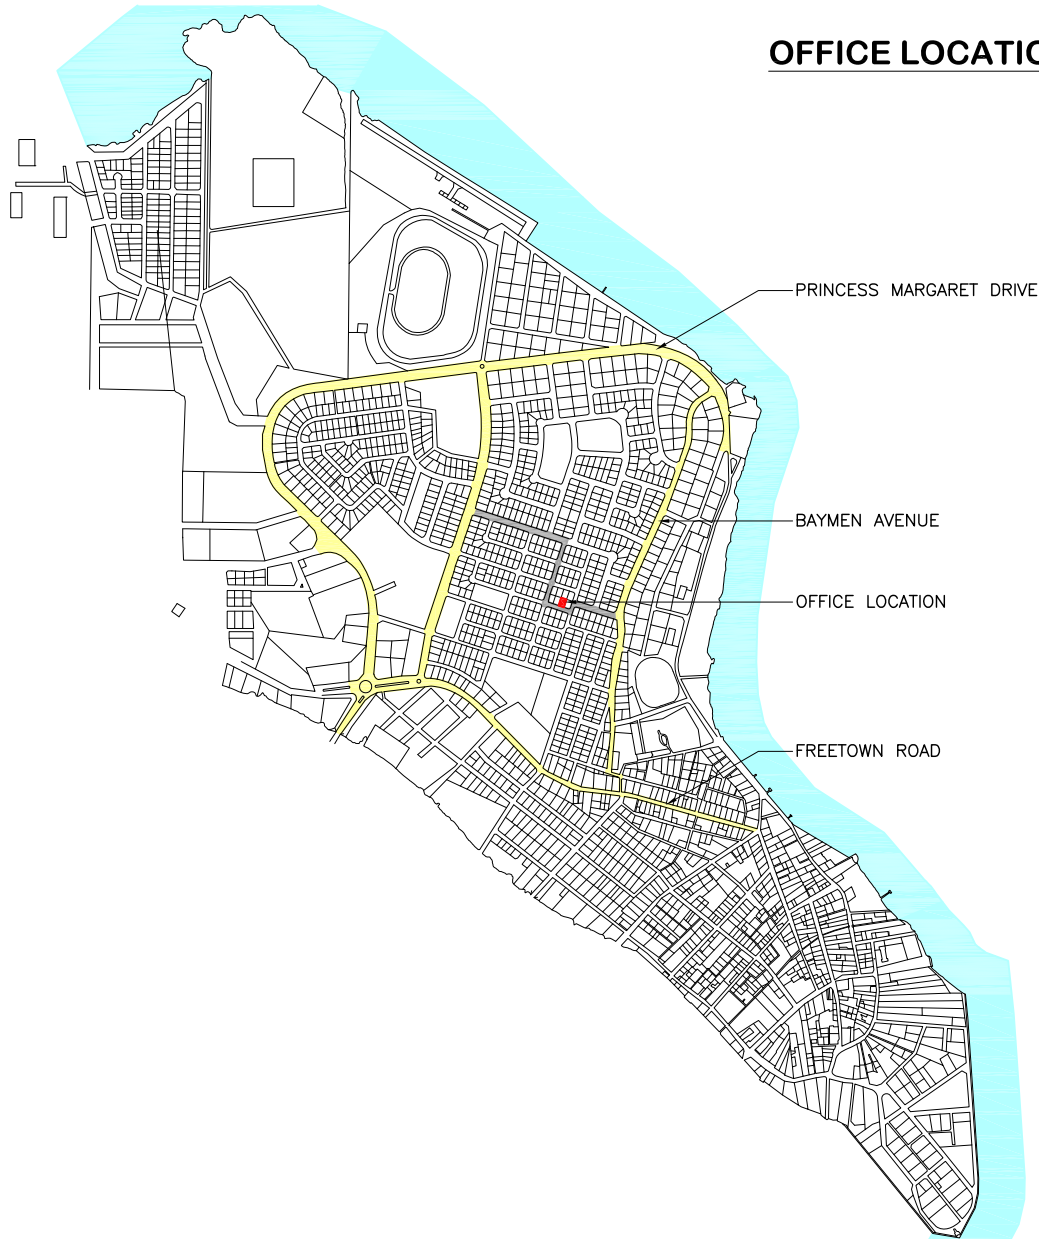 OFFICE LOCATIO
PRINCESS MARGARET DRIVE
BAYMEN AVENUE
OFFICE LOCATION
FREETOWN ROAD